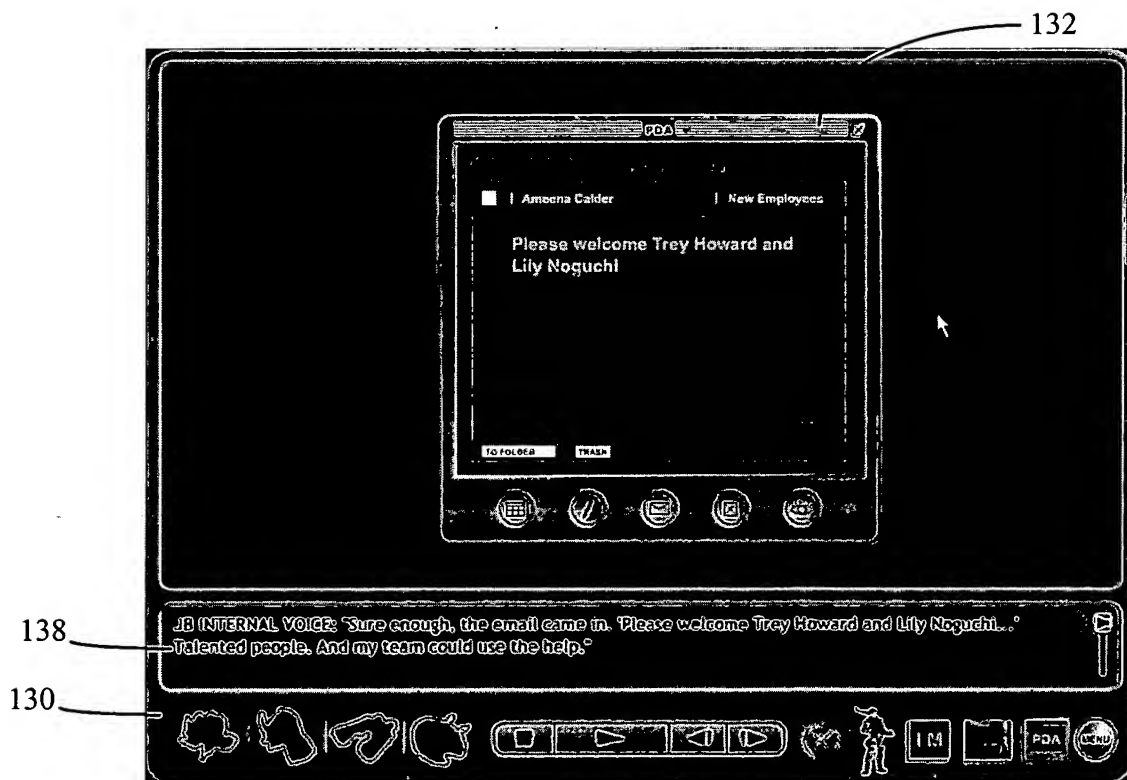 132
PDA
Ameena Calder | New Employees
Please welcome Trey Howard and
Lily Noguchi
TO FOLDER TRASH
JB INTERNAL VOICE: "Sure enough, the email came in. 'Please welcome Trey Howard and Lily Noguchi...'
138
Talented people. And my team could use the help."
130
IM PDA MENU